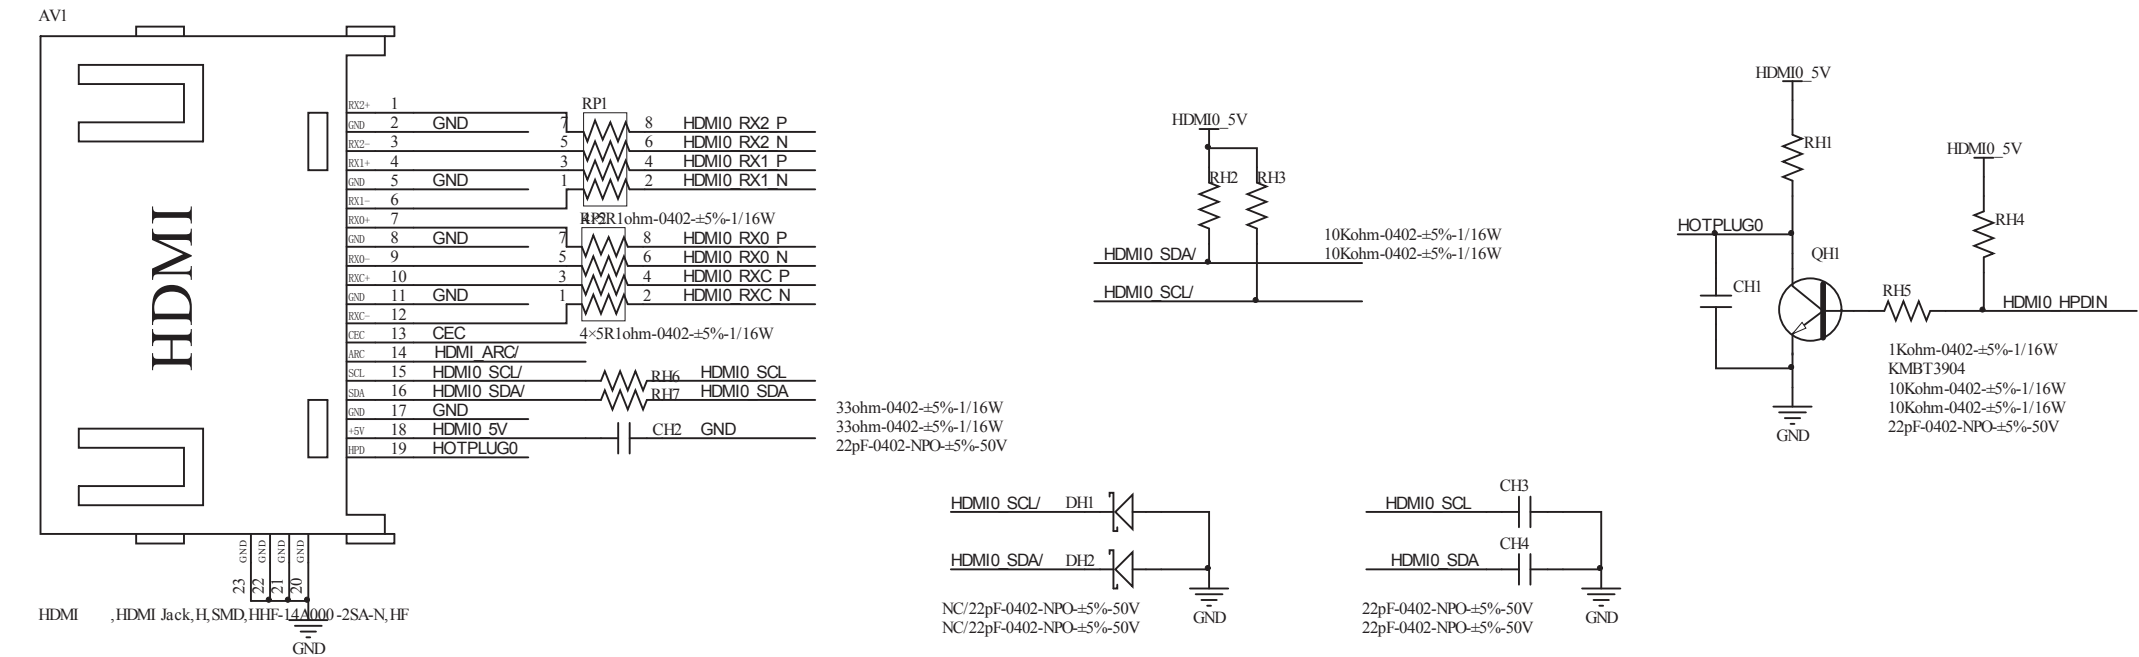 AV1
HDMI
RX2+ 1
GND 2 GND
RX2- 3
RX1+ 4
GND 5 GND
RX1- 6
RX0+ 7
GND 8 GND
RX0- 9
RXC+ 10
GND 11 GND
RXC- 12
CEC 13 CEC
ARC 14 HDMI_ARC/
SCL 15 HDMI0_SCL/ RH6 HDMI0_SCL
SDA 16 HDMI0_SDA/ RH7 HDMI0_SDA
GND 17 GND
+5V 18 HDMI0_5V CH2 GND
HPD 19 HOTPLUG0
RP1
7 8 HDMI0_RX2_P
5 6 HDMI0_RX2_N
3 4 HDMI0_RX1_P
1 2 HDMI0_RX1_N
4×5R1ohm-0402-±5%-1/16W
RP2
7 8 HDMI0_RX0_P
5 6 HDMI0_RX0_N
3 4 HDMI0_RXC_P
1 2 HDMI0_RXC_N
4×5R1ohm-0402-±5%-1/16W
33ohm-0402-±5%-1/16W
33ohm-0402-±5%-1/16W
22pF-0402-NPO-±5%-50V
GND GND GND GND
23 22 21 20
HDMI ,HDMI Jack,H,SMD,HHF-14A000-2SA-N,HF
GND
HDMI0_5V
RH2 RH3
10Kohm-0402-±5%-1/16W
HDMI0_SDA/ 10Kohm-0402-±5%-1/16W
HDMI0_SCL/
HDMI0_SCL/ DH1
HDMI0_SDA/ DH2
GND
NC/22pF-0402-NPO-±5%-50V
NC/22pF-0402-NPO-±5%-50V
CH3
HDMI0_SCL
CH4
HDMI0_SDA
GND
22pF-0402-NPO-±5%-50V
22pF-0402-NPO-±5%-50V
HDMI0_5V
RH1
HDMI0_5V
RH4
HOTPLUG0
QH1
CH1
RH5
HDMI0_HPDIN
1Kohm-0402-±5%-1/16W
KMBT3904
10Kohm-0402-±5%-1/16W
10Kohm-0402-±5%-1/16W
22pF-0402-NPO-±5%-50V
GND